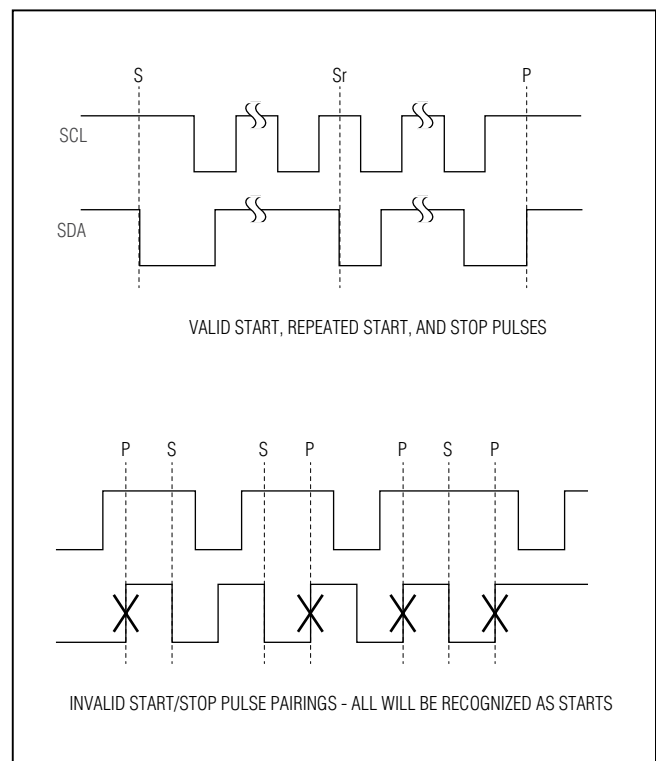 S Sr P
SCL
SDA
VALID START, REPEATED START, AND STOP PULSES
P S S P P S P
INVALID START/STOP PULSE PAIRINGS - ALL WILL BE RECOGNIZED AS STARTS